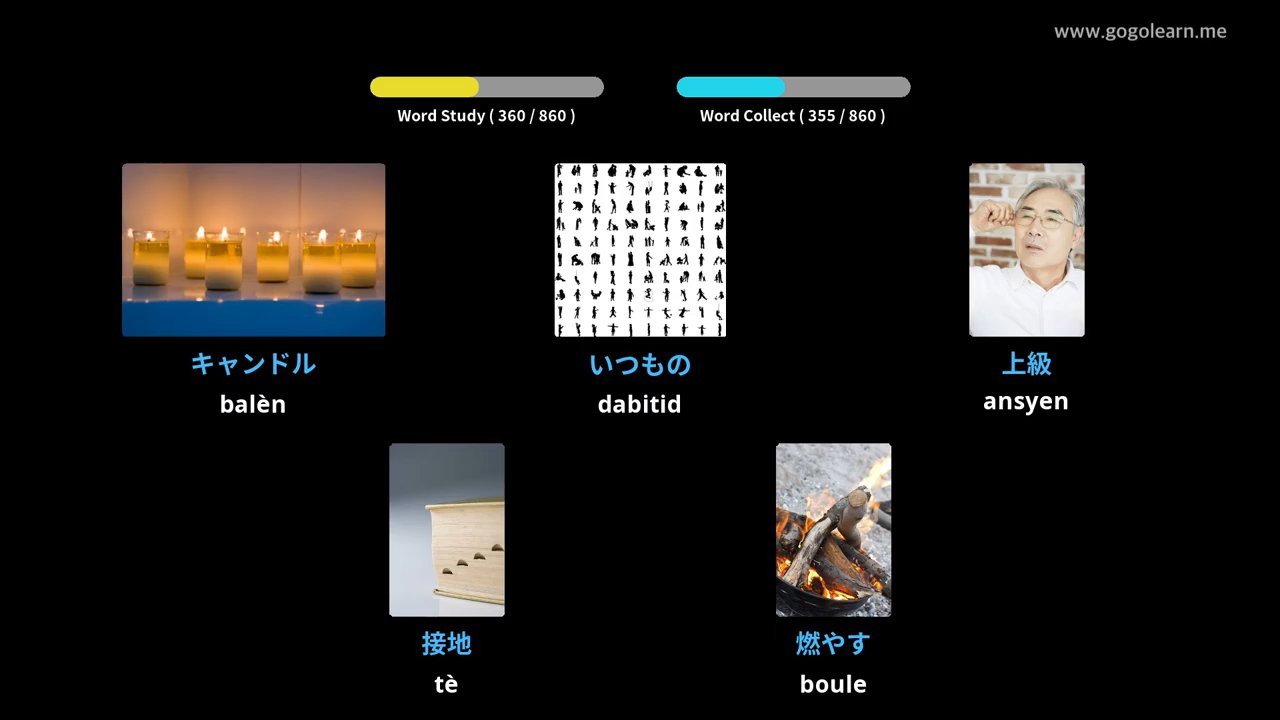 www.gogolearn.me
Word Study ( 360 / 860 )
Word Collect ( 355 / 860 )
キャンドル
balèn
いつもの
dabitid
上級
ansyen
接地
tè
燃やす
boule